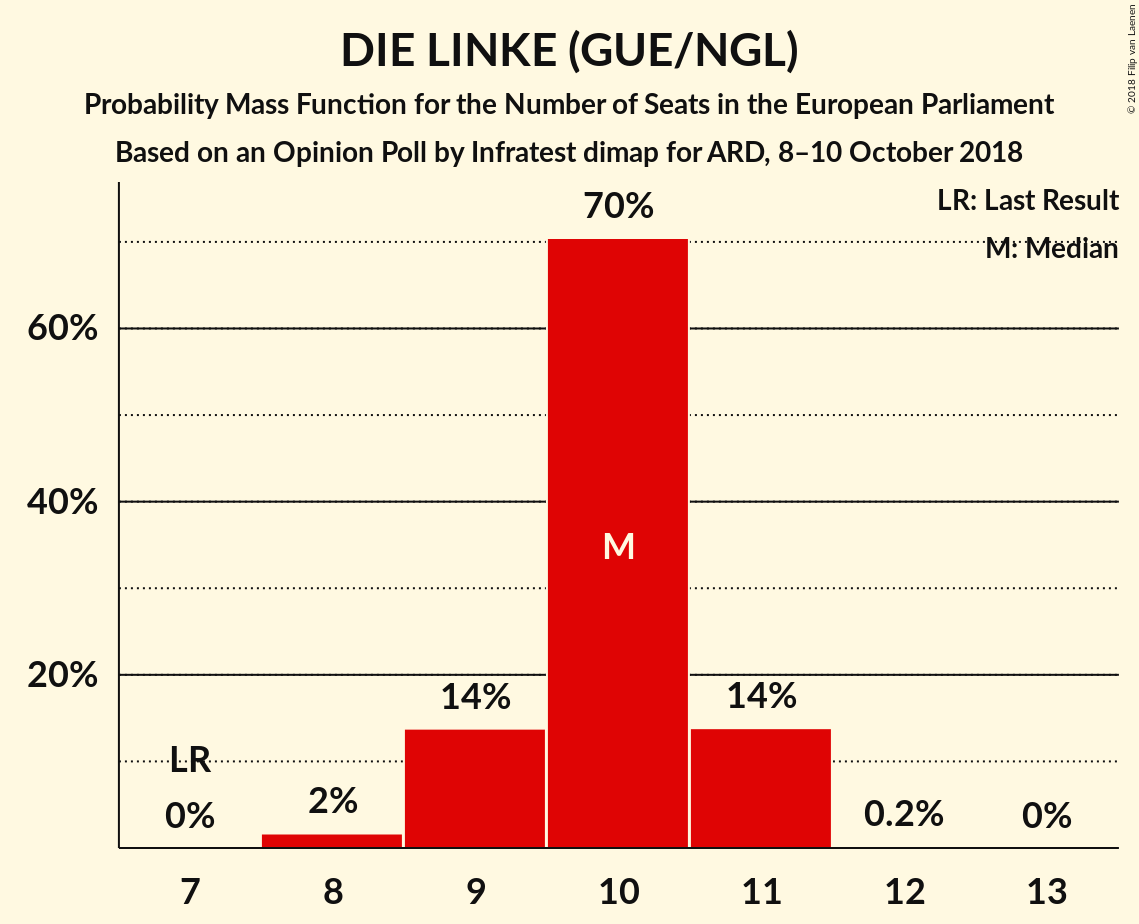 DIE LINKE (GUE/NGL)
Probability Mass Function for the Number of Seats in the European Parliament
Based on an Opinion Poll by Infratest dimap for ARD, 8–10 October 2018
© 2018 Filip van Laenen
LR: Last Result
M: Median
70%
60%
40%
M
20%
14%
14%
LR
0%
2%
0.2%
0%
7 8 9 10 11 12 13